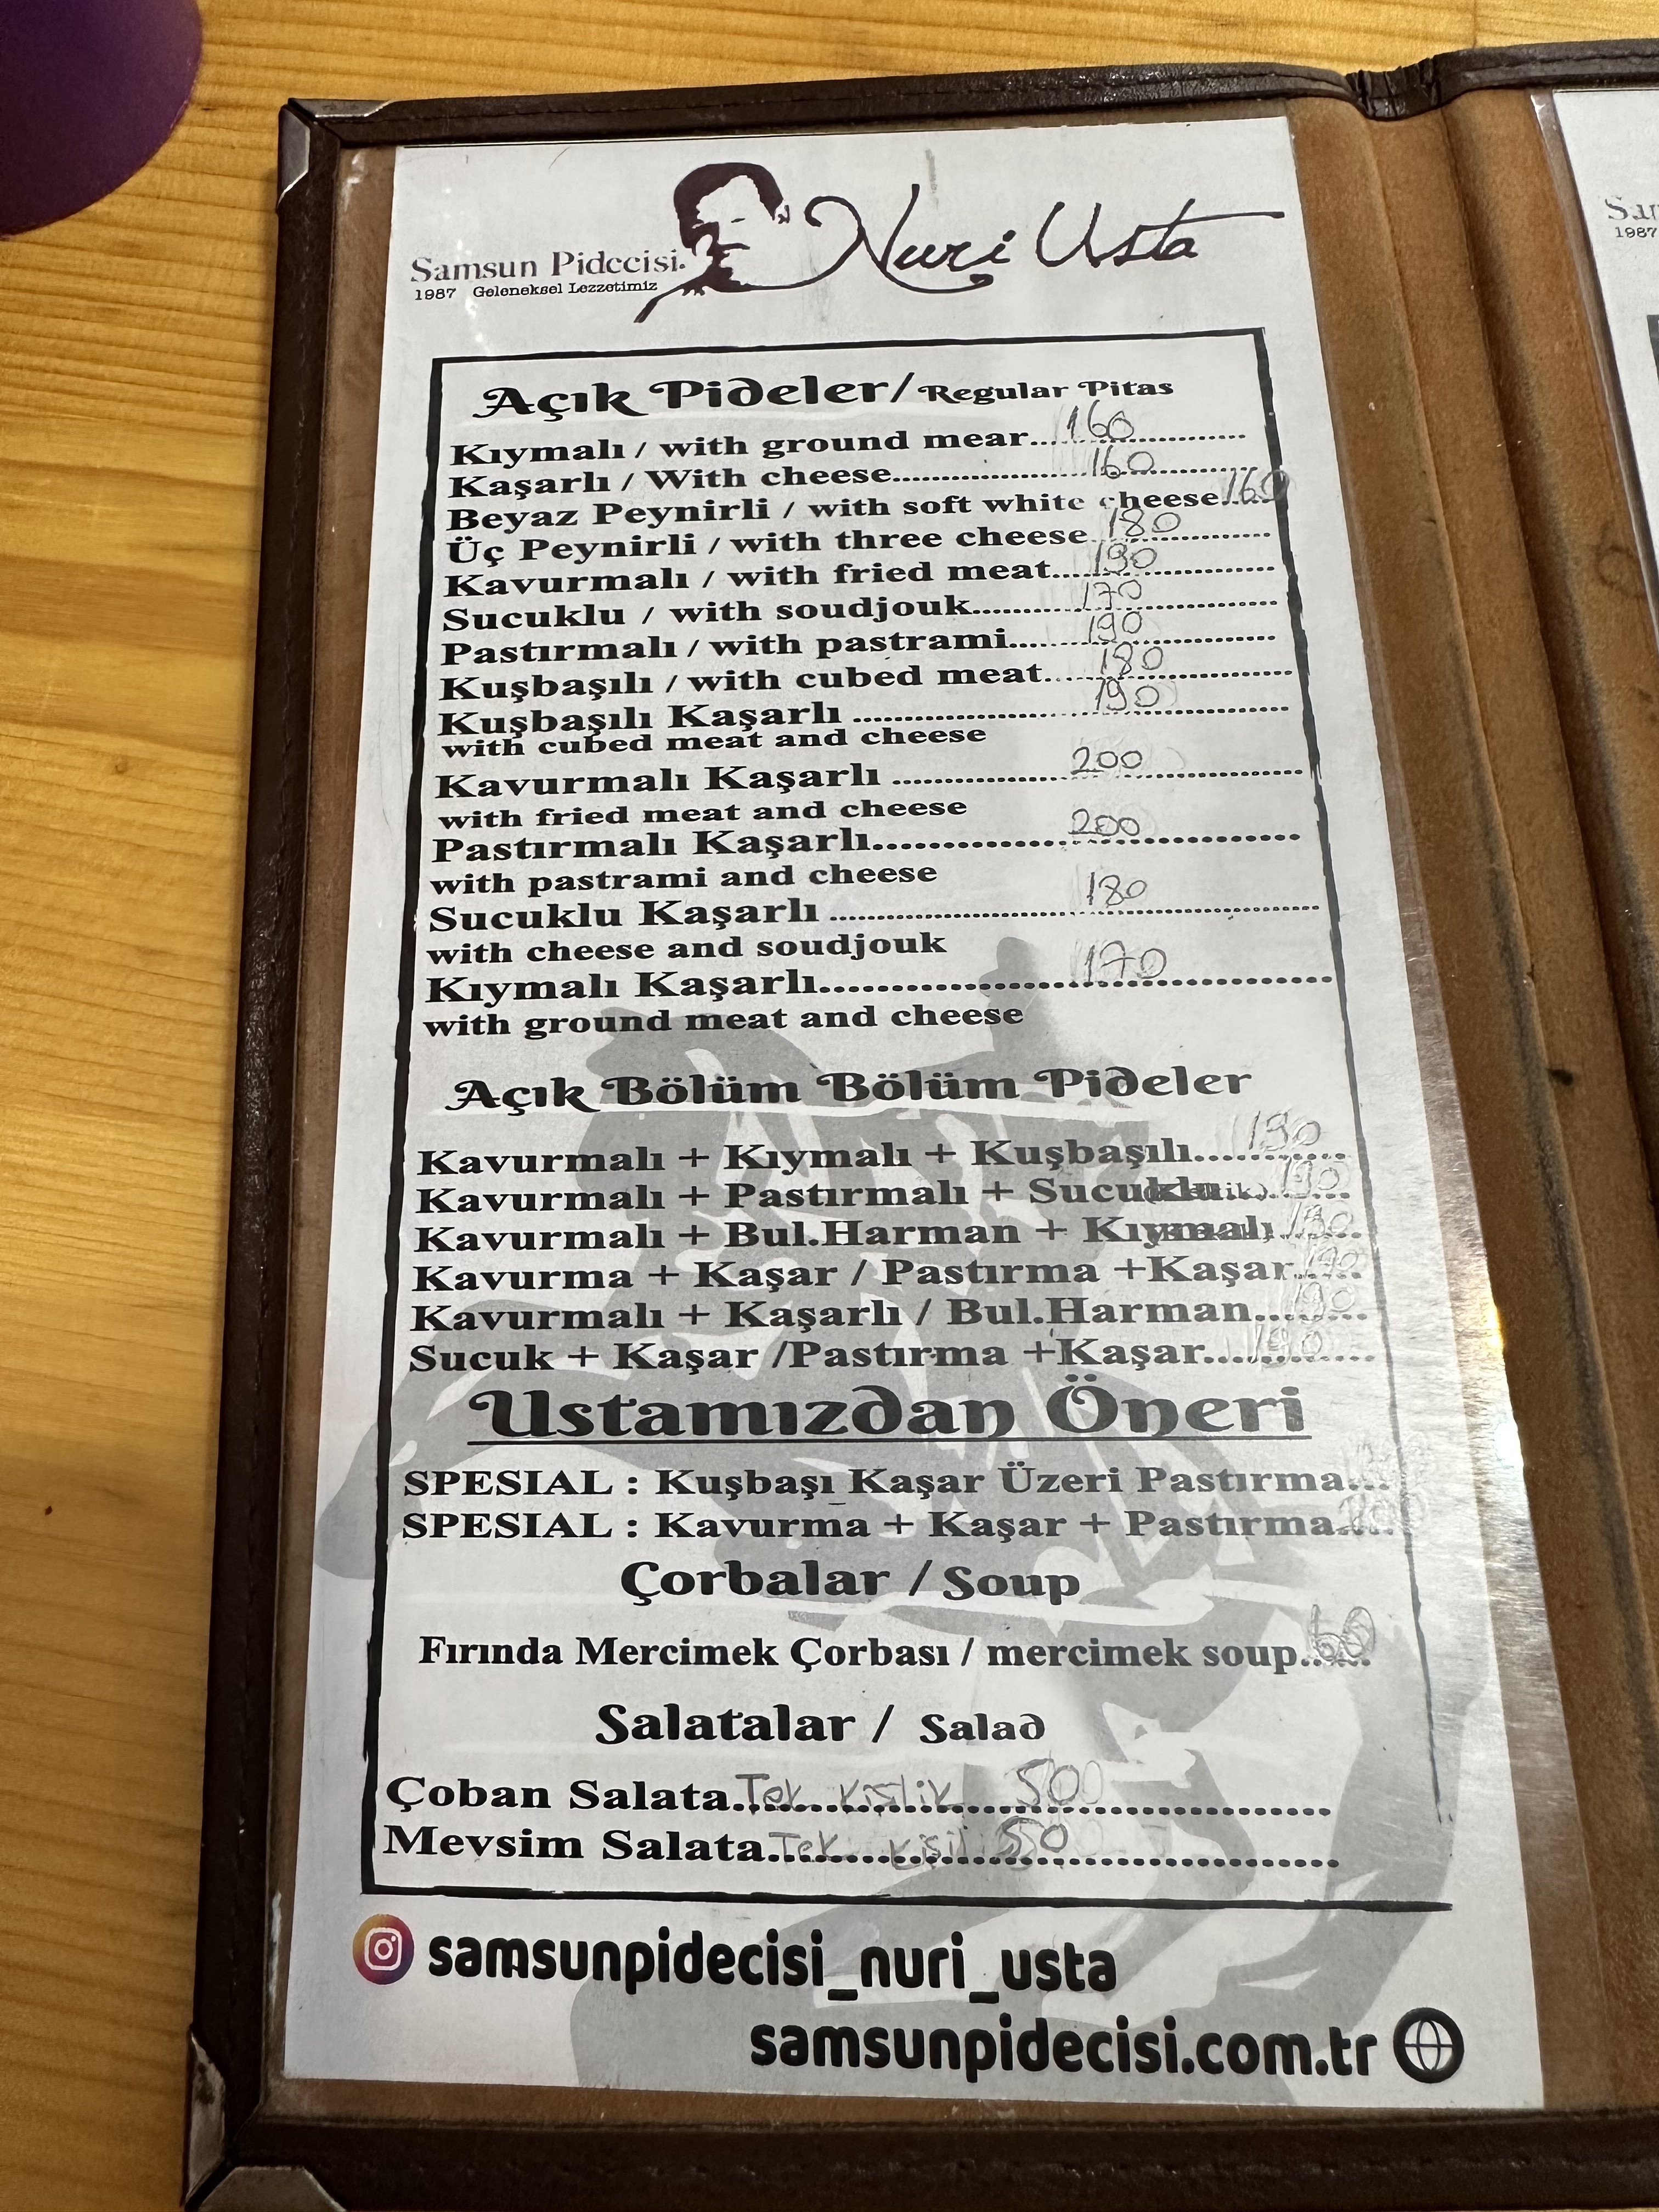 Samsun Pidecisi
1987 Geleneksel Lezzetimiz
Nuri Usta
Açık Pideler/Regular Pitas
Kıymalı / with ground mear 160
Kaşarlı / With cheese 160
Beyaz Peynirli / with soft white cheese 160
Üç Peynirli / with three cheese 180
Kavurmalı / with fried meat 190
Sucuklu / with soudjouk 170
Pastırmalı / with pastrami 190
Kuşbaşılı / with cubed meat 180
Kuşbaşılı Kaşarlı 190
with cubed meat and cheese
Kavurmalı Kaşarlı 200
with fried meat and cheese
Pastırmalı Kaşarlı 200
with pastrami and cheese
Sucuklu Kaşarlı 180
with cheese and soudjouk
Kıymalı Kaşarlı 170
with ground meat and cheese
Açık Bölüm Bölüm Pideler
Kavurmalı + Kıymalı + Kuşbaşılı 190
Kavurmalı + Pastırmalı + Sucuklu 190
Kavurmalı + Bul.Harman + Kıymalı 190
Kavurma + Kaşar / Pastırma +Kaşar 190
Kavurmalı + Kaşarlı / Bul.Harman 190
Sucuk + Kaşar /Pastırma +Kaşar 190
Ustamızdan Öneri
SPESIAL : Kuşbaşı Kaşar Üzeri Pastırma
SPESIAL : Kavurma + Kaşar + Pastırma
Çorbalar / Soup
Fırında Mercimek Çorbası / mercimek soup 60
Salatalar / Salad
Çoban Salata Tek kişlik 50
Mevsim Salata Tek kişil 50
samsunpidecisi_nuri_usta
samsunpidecisi.com.tr
1987